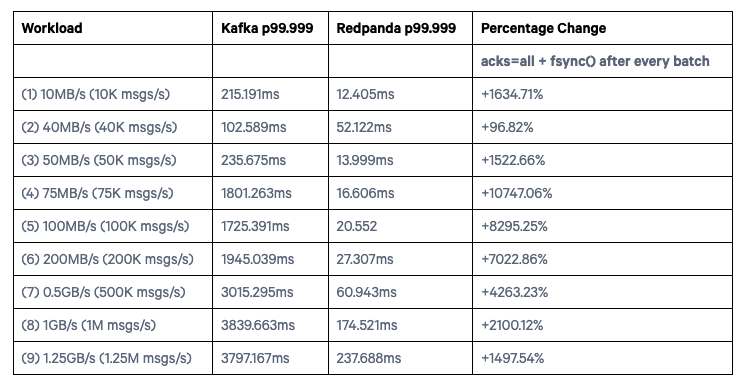 Workload Kafka p99.999 Redpanda p99.999 Percentage Change
acks=all + fsync() after every batch
(1) 10MB/s (10K msgs/s) 215.191ms 12.405ms +1634.71%
(2) 40MB/s (40K msgs/s) 102.589ms 52.122ms +96.82%
(3) 50MB/s (50K msgs/s) 235.675ms 13.999ms +1522.66%
(4) 75MB/s (75K msgs/s) 1801.263ms 16.606ms +10747.06%
(5) 100MB/s (100K msgs/s) 1725.391ms 20.552 +8295.25%
(6) 200MB/s (200K msgs/s) 1945.039ms 27.307ms +7022.86%
(7) 0.5GB/s (500K msgs/s) 3015.295ms 60.943ms +4263.23%
(8) 1GB/s (1M msgs/s) 3839.663ms 174.521ms +2100.12%
(9) 1.25GB/s (1.25M msgs/s) 3797.167ms 237.688ms +1497.54%